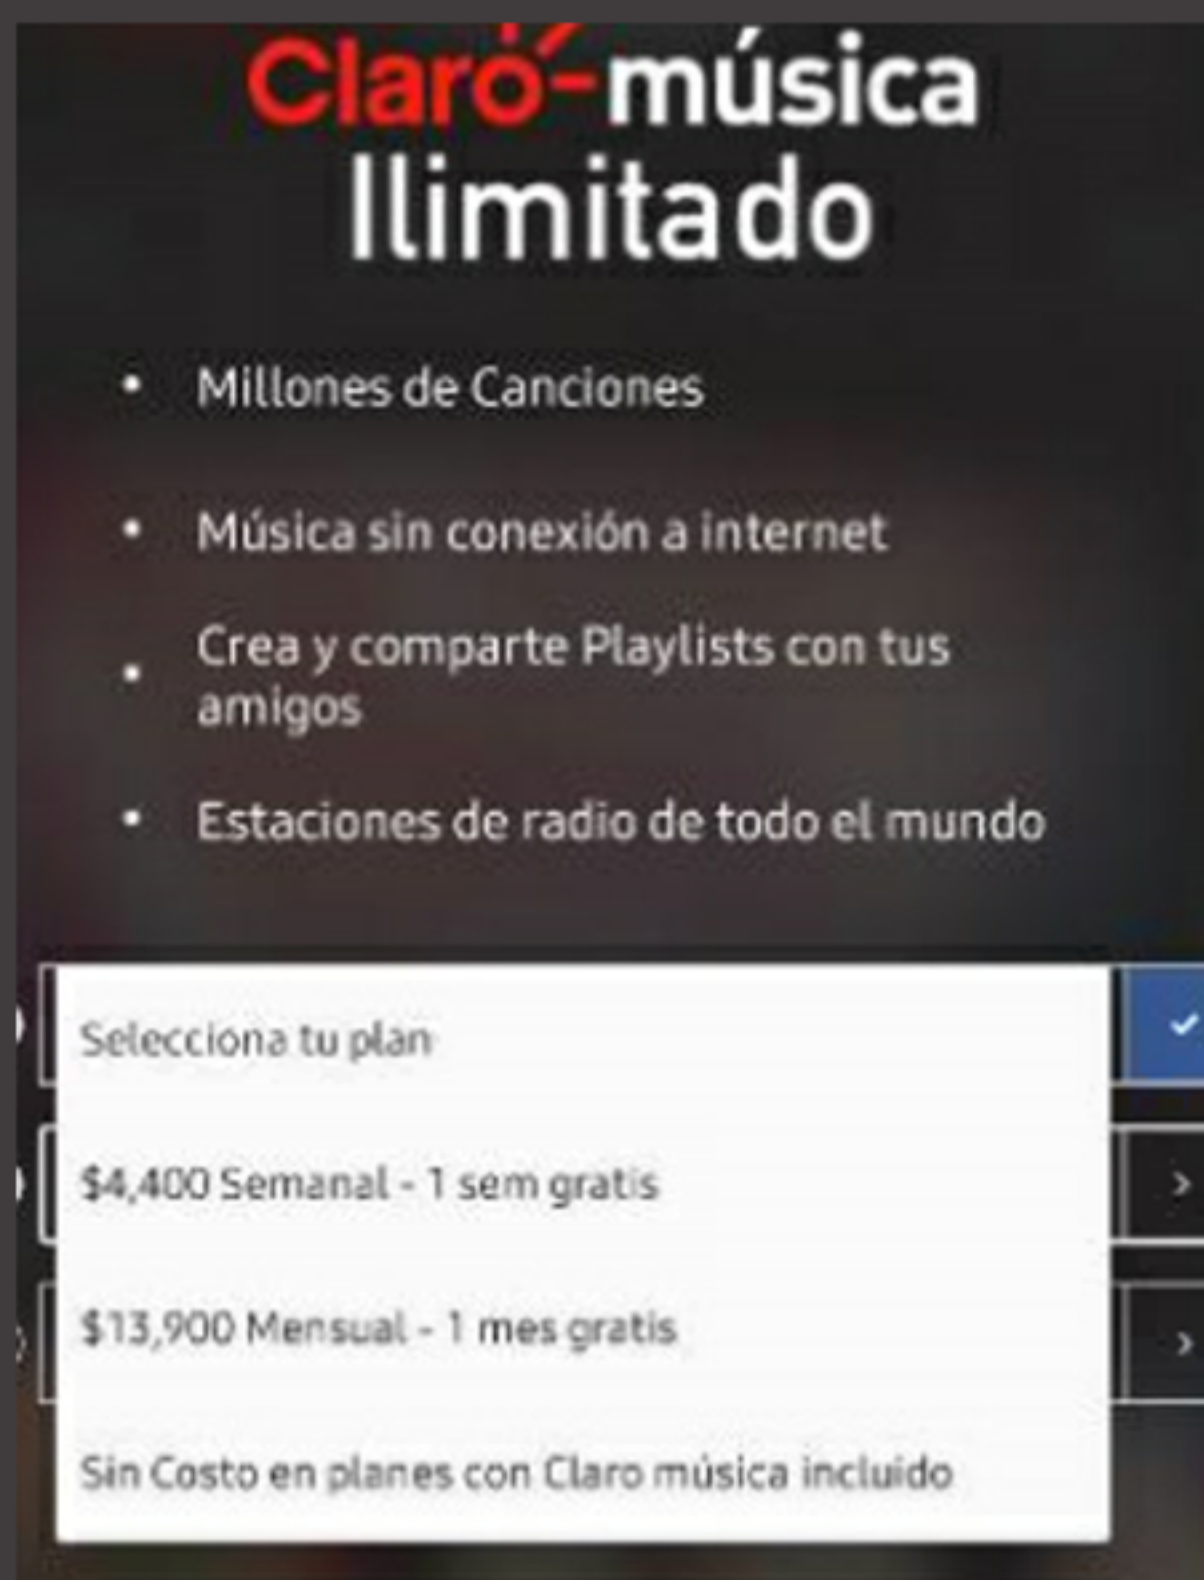 Claro-música
Ilimitado
• Millones de Canciones
• Música sin conexión a internet
• Crea y comparte Playlists con tus
amigos
• Estaciones de radio de todo el mundo
Selecciona tu plan
$4,400 Semanal - 1 sem gratis
$13,900 Mensual - 1 mes gratis
Sin Costo en planes con Claro música incluido